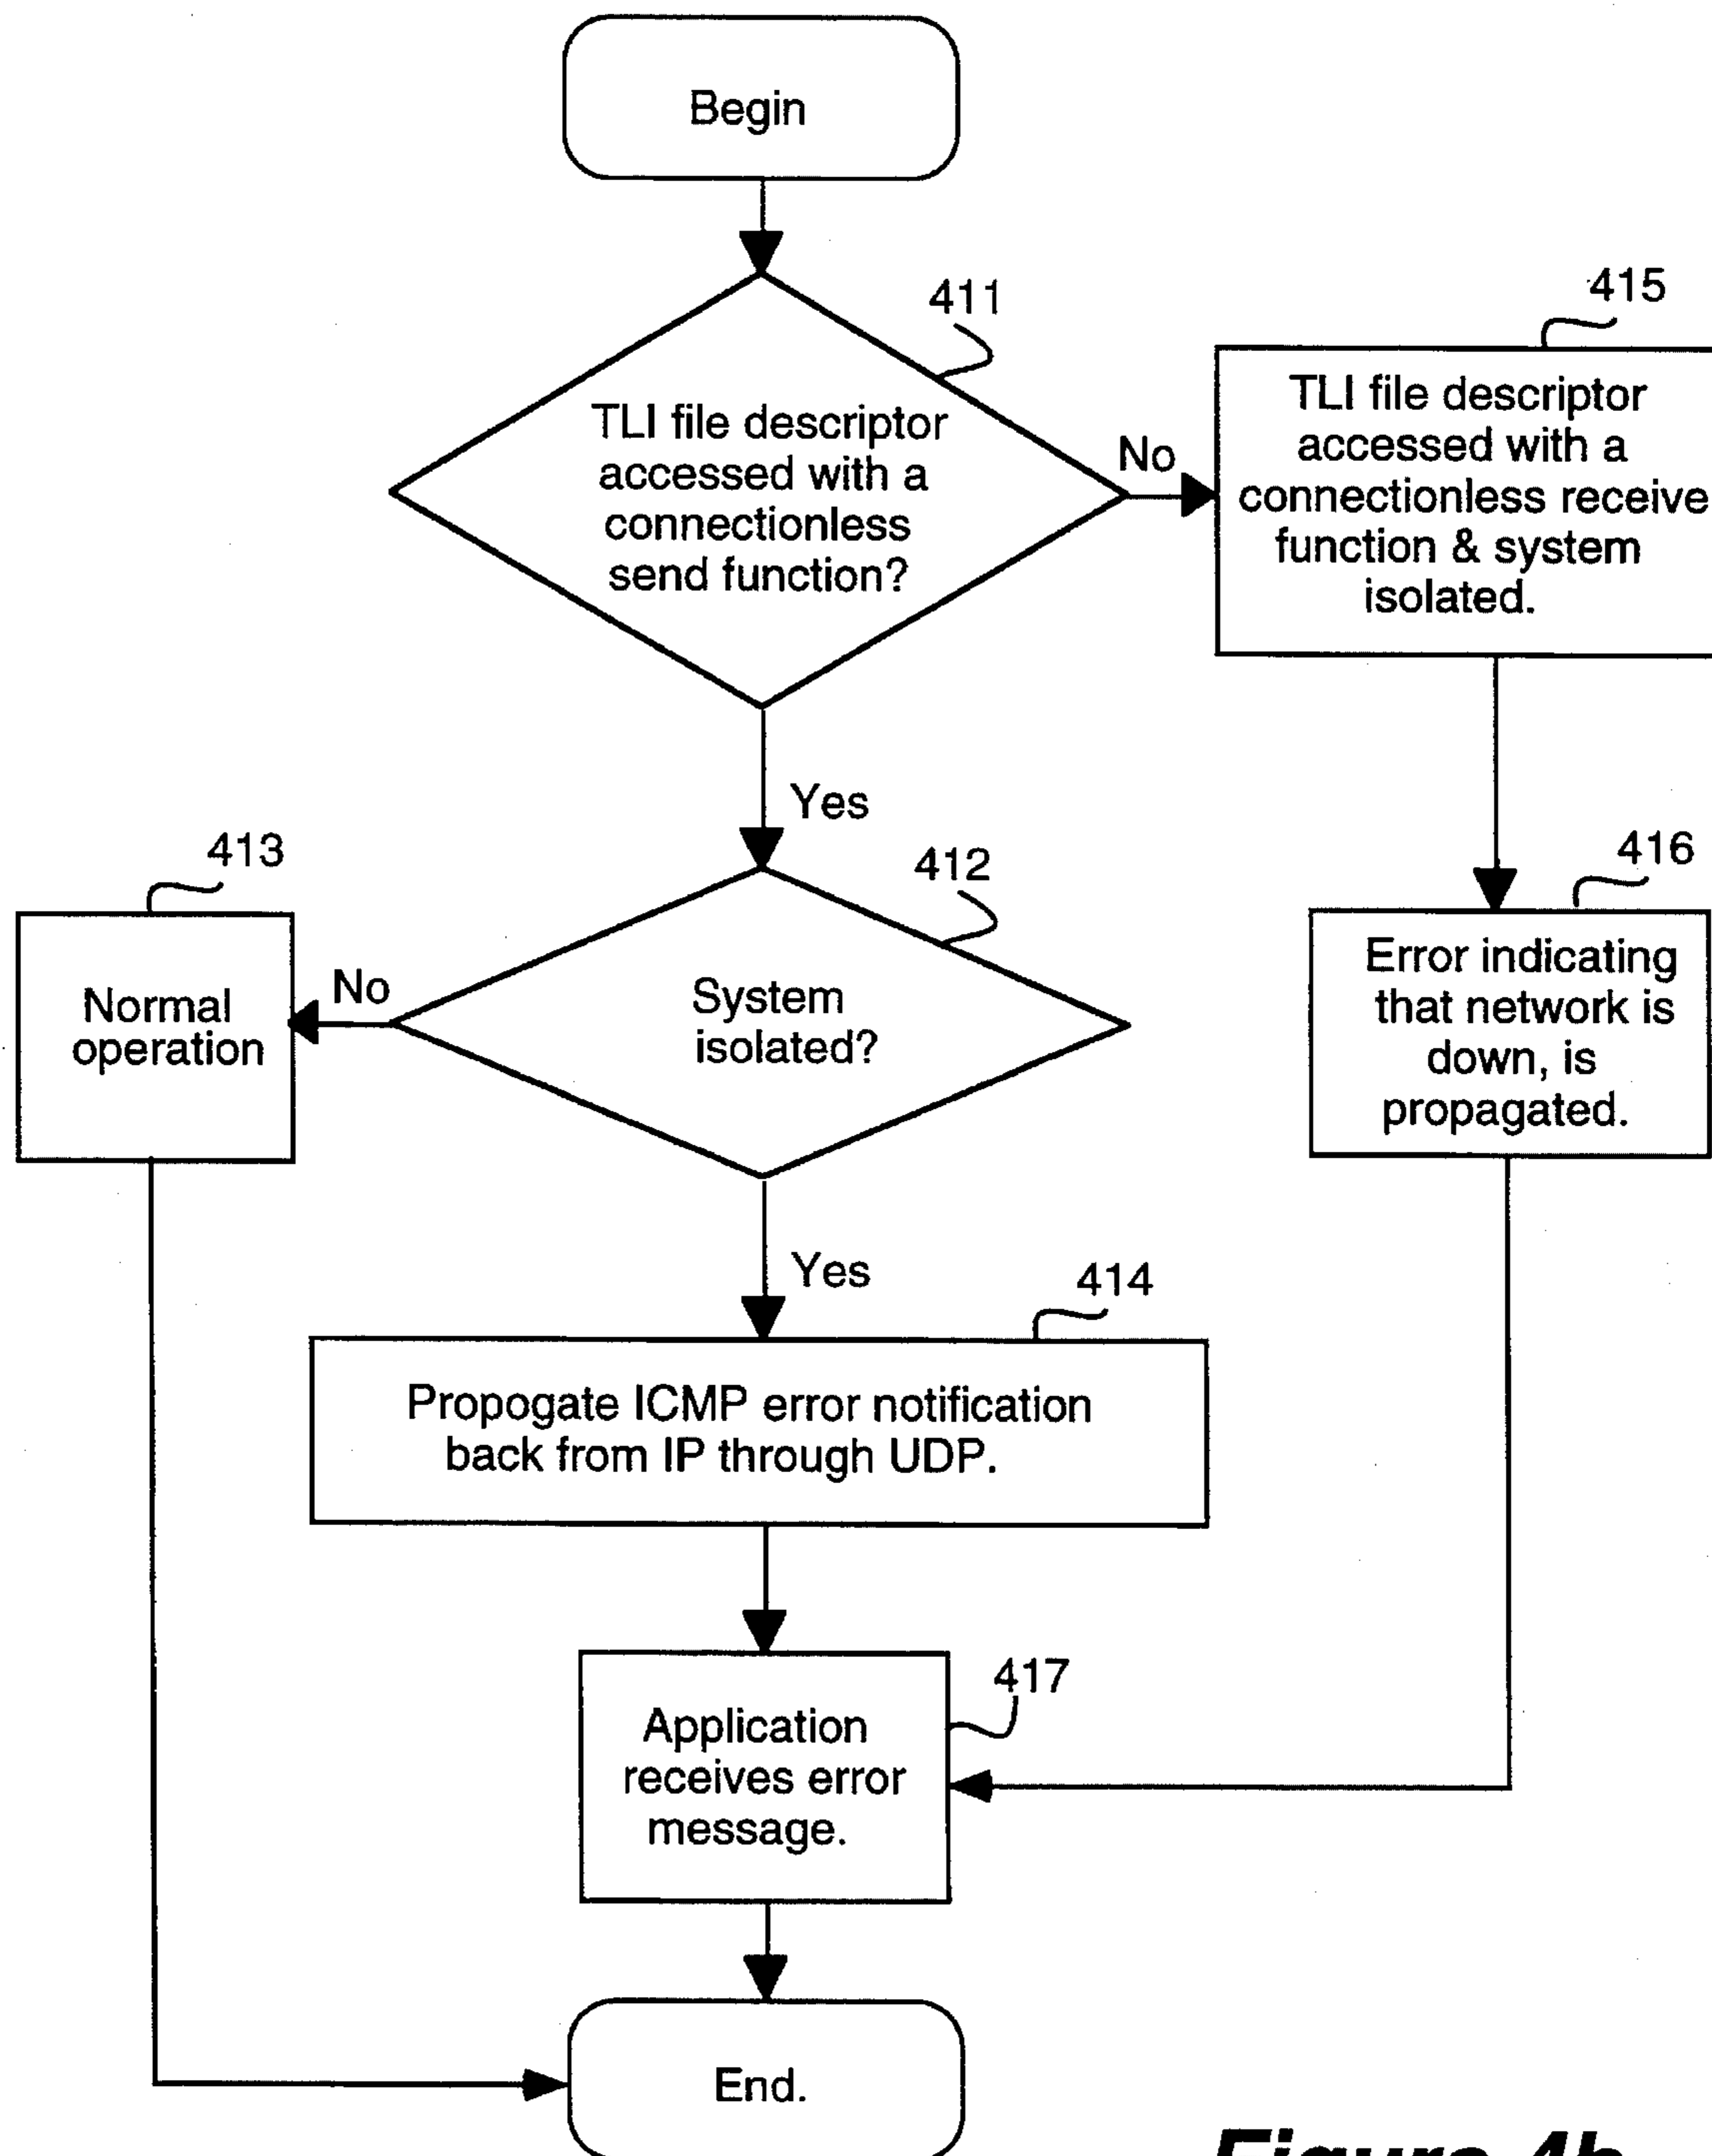 Begin
411
TLI file descriptor
accessed with a
connectionless
send function?
No
415
TLI file descriptor
accessed with a
connectionless receive
function & system
isolated.
Yes
413
Normal
operation
No
412
System
isolated?
416
Error indicating
that network is
down, is
propagated.
Yes
414
Propogate ICMP error notification
back from IP through UDP.
417
Application
receives error
message.
End.
Figure 4b